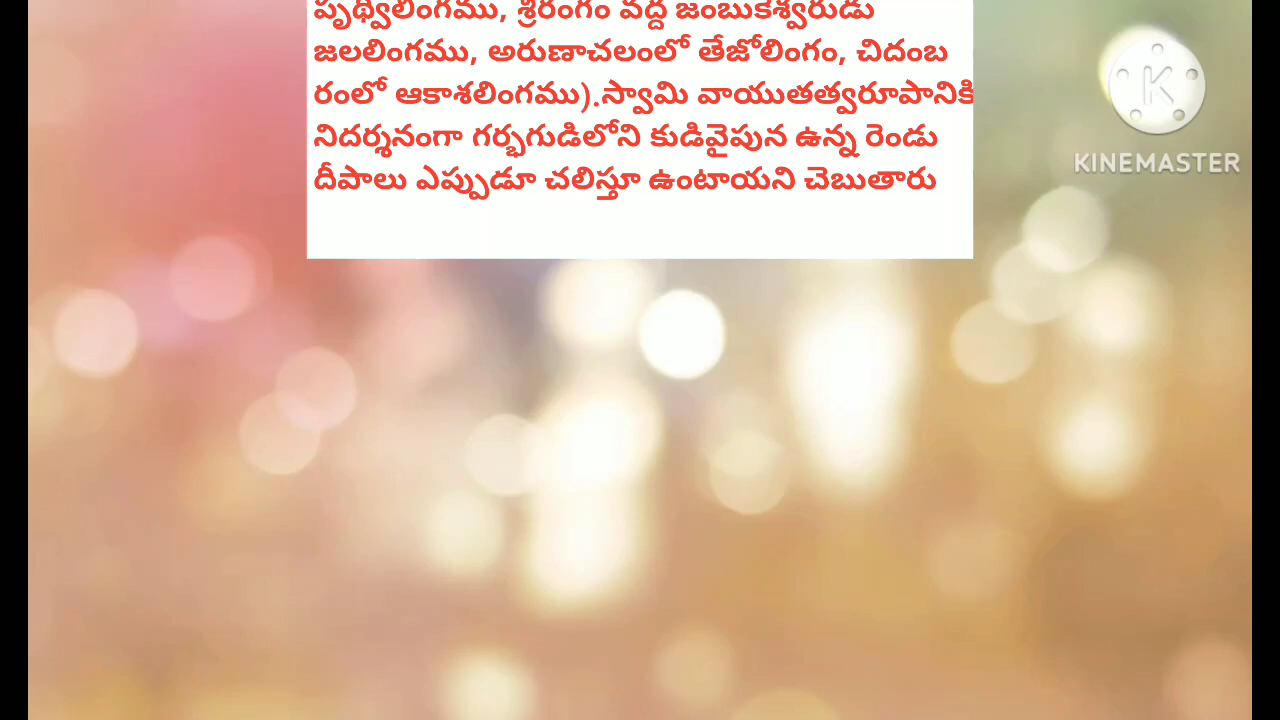 పృథ్విలింగము, శ్రీరంగం వద్ద జంబుకేశ్వరుడు
జలలింగము, అరుణాచలంలో తేజోలింగం, చిదంబ
రంలో ఆకాశలింగము).స్వామి వాయుతత్వరూపానికి
నిదర్శనంగా గర్భగుడిలోని కుడివైపున ఉన్న రెండు
దీపాలు ఎప్పుడూ చలిస్తూ ఉంటాయని చెబుతారు
K
KINEMASTER